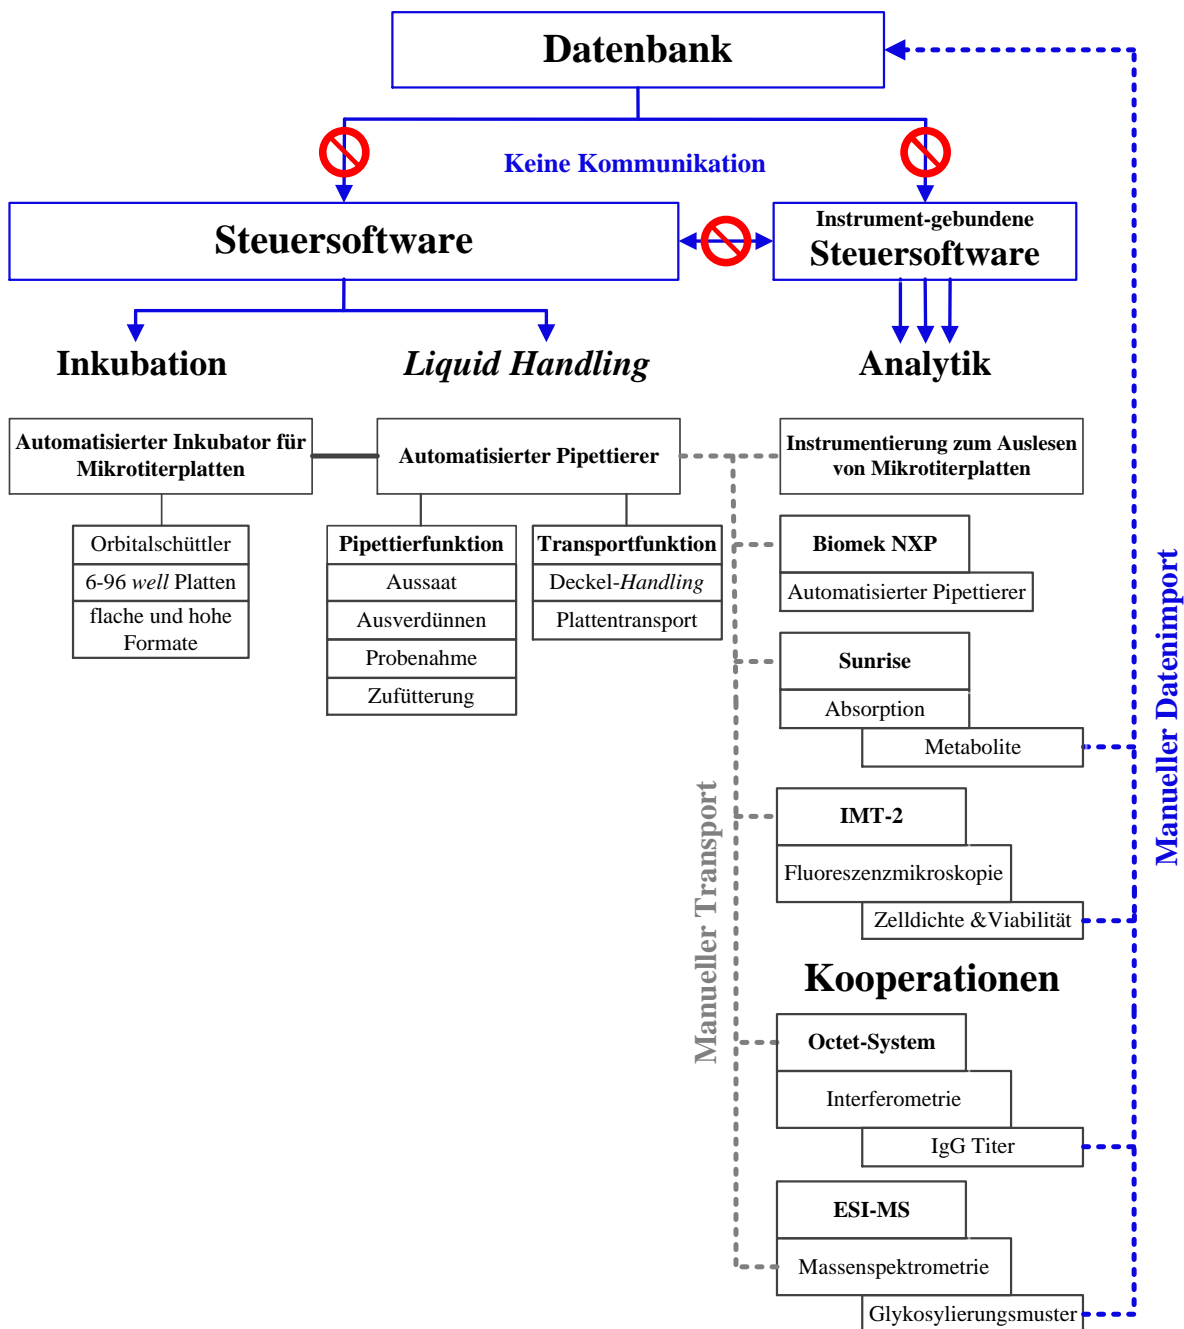 Datenbank
Keine Kommunikation
Steuersoftware
Instrument-gebundene
Steuersoftware
Inkubation
Liquid Handling
Analytik
Automatisierter Inkubator für
Mikrotiterplatten
Automatisierter Pipettierer
Instrumentierung zum Auslesen
von Mikrotiterplatten
Orbitalschüttler
6-96 well Platten
flache und hohe
Formate
Pipettierfunktion
Aussaat
Ausverdünnen
Probenahme
Zufütterung
Transportfunktion
Deckel-Handling
Plattentransport
Manueller Transport
Biomek NXP
Automatisierter Pipettierer
Sunrise
Absorption
Metabolite
IMT-2
Fluoreszenzmikroskopie
Zelldichte &Viabilität
Kooperationen
Octet-System
Interferometrie
IgG Titer
ESI-MS
Massenspektrometrie
Glykosylierungsmuster
Manueller Datenimport